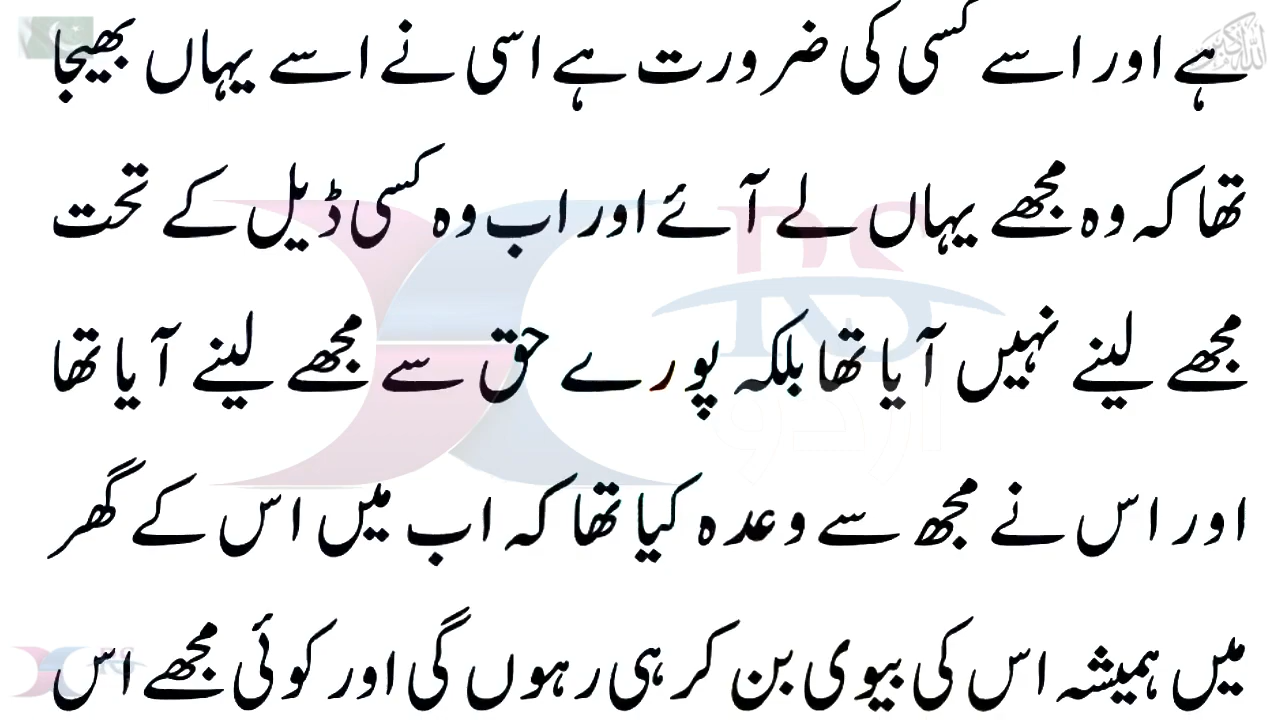 ہے اور اسے کسی کی ضرورت ہے اسی نے اسے یہاں بھیجا
تھا کہ وہ مجھے یہاں لے آئے اور اب وہ کسی ڈیل کے تحت
مجھے لینے نہیں آیا تھا بلکہ پورے حق سے مجھے لینے آیا تھا
اور اس نے مجھ سے وعدہ کیا تھا کہ اب میں اس کے گھر
میں ہمیشہ اس کی بیوی بن کر ہی رہوں گی اور کوئی مجھے اس
RS
اردو